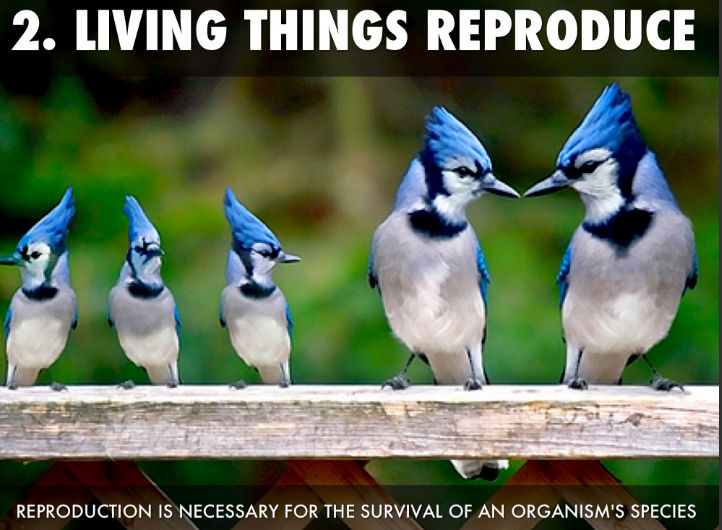 2. LIVING THINGS REPRODUCE
REPRODUCTION IS NECESSARY FOR THE SURVIVAL OF AN ORGANISM'S SPECIES